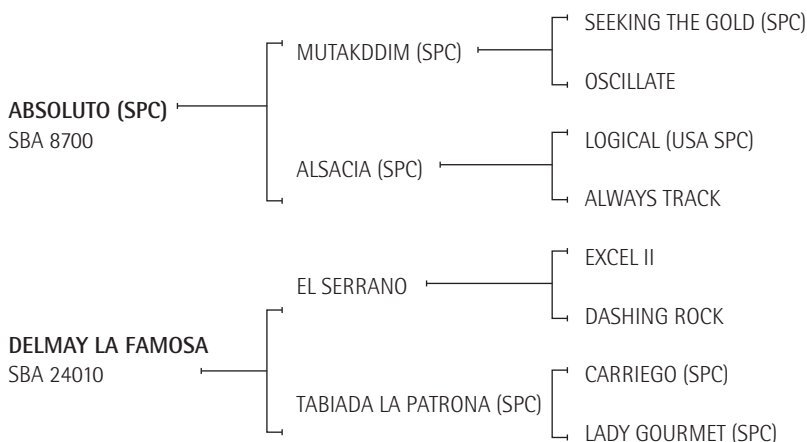 SEEKING THE GOLD (SPC)
MUTAKDDIM (SPC)
OSCILLATE
ABSOLUTO (SPC)
SBA 8700
LOGICAL (USA SPC)
ALSACIA (SPC)
ALWAYS TRACK
EXCEL II
EL SERRANO
DASHING ROCK
DELMAY LA FAMOSA
SBA 24010
CARRIEGO (SPC)
TABIADA LA PATRONA (SPC)
LADY GOURMET (SPC)